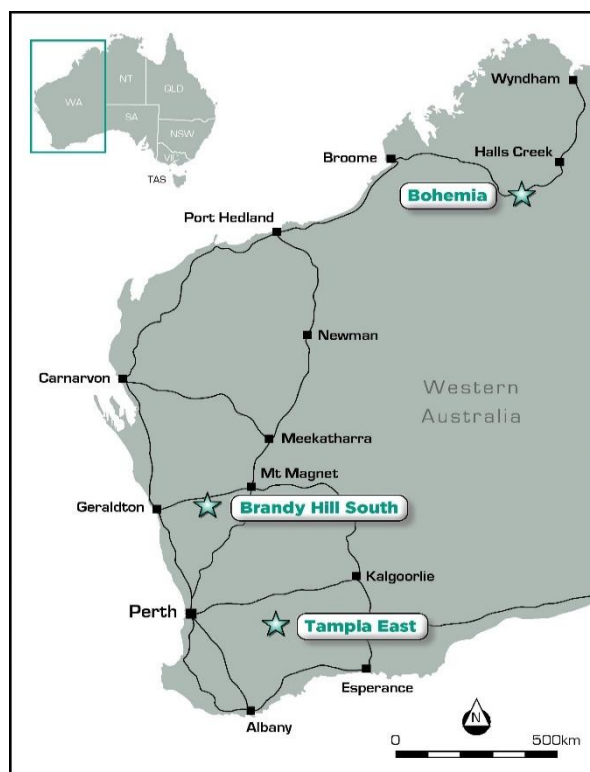 NT
WA
QLD
SA
NSW
VIC
TAS
Wyndham
Broome
Halls Creek
Bohemia
Port Hedland
Newman
Carnarvon
Western
Australia
Meekatharra
Mt Magnet
Geraldton
Brandy Hill South
Kalgoorlie
Perth
Tampia East
Esperance
Albany
N
0
500km